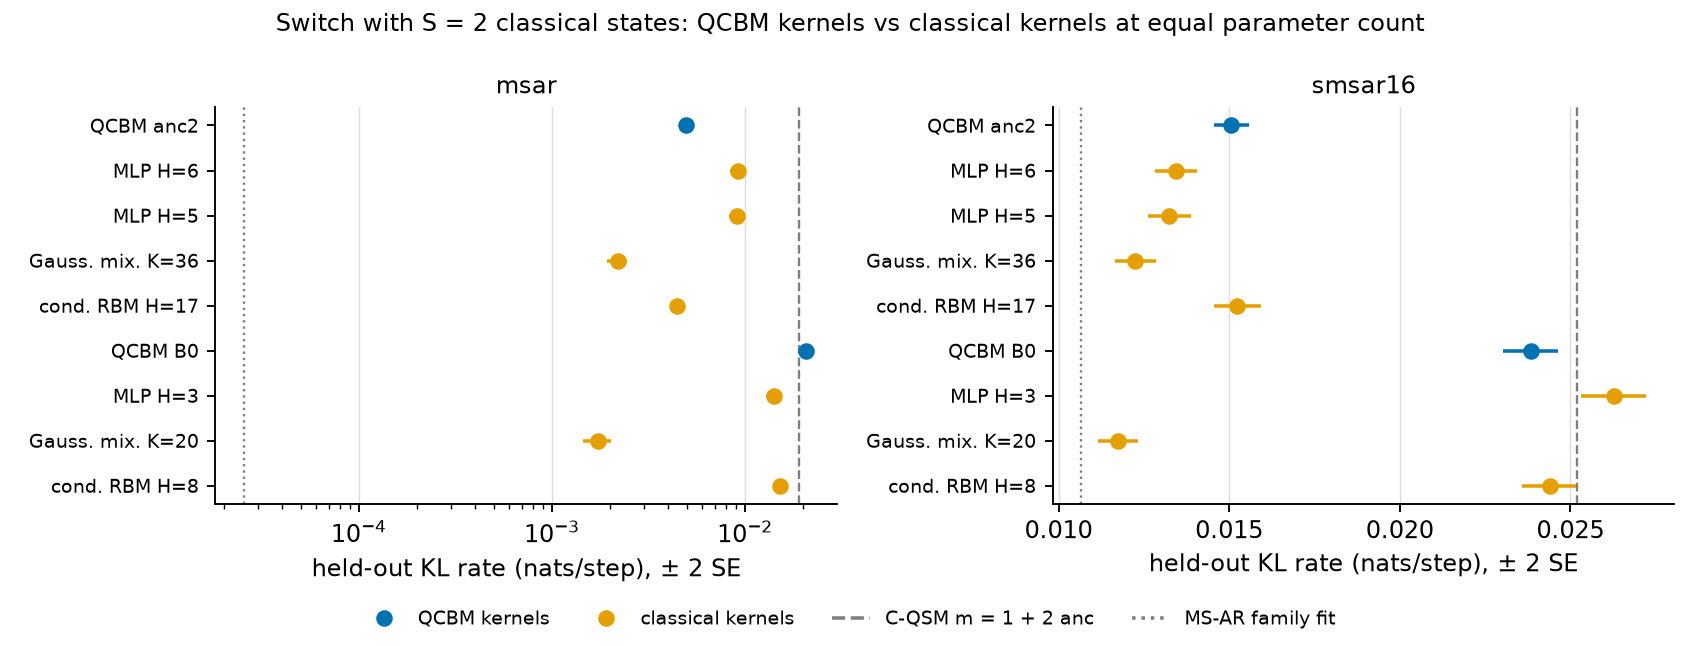 Switch with S = 2 classical states: QCBM kernels vs classical kernels at equal parameter count
msar
QCBM anc2
MLP H=6
MLP H=5
Gauss. mix. K=36
cond. RBM H=17
QCBM B0
MLP H=3
Gauss. mix. K=20
cond. RBM H=8
10⁻⁴ 10⁻³ 10⁻²
held-out KL rate (nats/step), ± 2 SE
smsar16
QCBM anc2
MLP H=6
MLP H=5
Gauss. mix. K=36
cond. RBM H=17
QCBM B0
MLP H=3
Gauss. mix. K=20
cond. RBM H=8
0.010 0.015 0.020 0.025
held-out KL rate (nats/step), ± 2 SE
QCBM kernels classical kernels C-QSM m = 1 + 2 anc MS-AR family fit